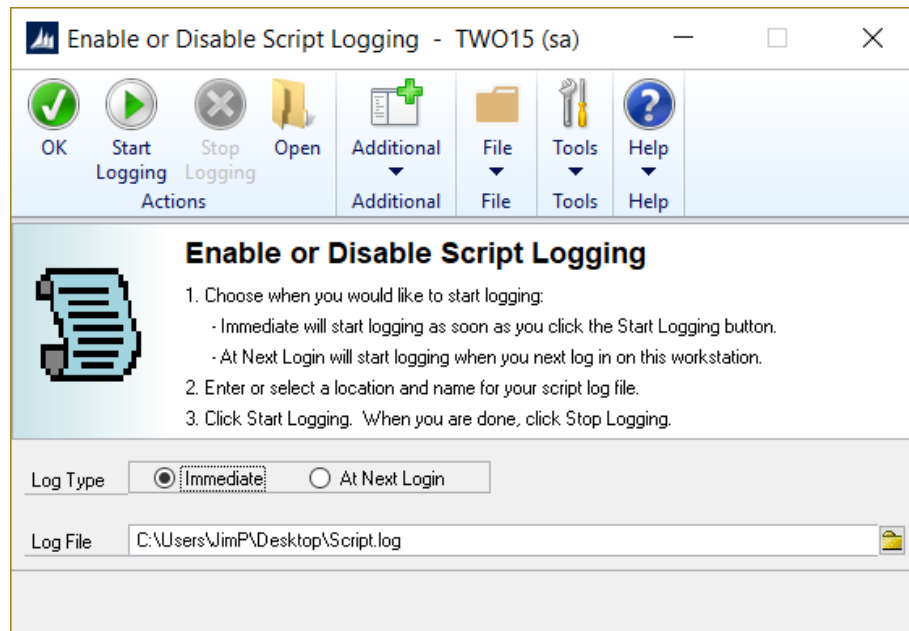 Enable or Disable Script Logging - TWO15 (sa)
OK Start Logging Stop Logging Open Additional File Tools Help
Actions Additional File Tools Help
Enable or Disable Script Logging
1. Choose when you would like to start logging:
- Immediate will start logging as soon as you click the Start Logging button.
- At Next Login will start logging when you next log in on this workstation.
2. Enter or select a location and name for your script log file.
3. Click Start Logging. When you are done, click Stop Logging.
Log Type Immediate At Next Login
Log File C:\Users\JimP\Desktop\Script.log